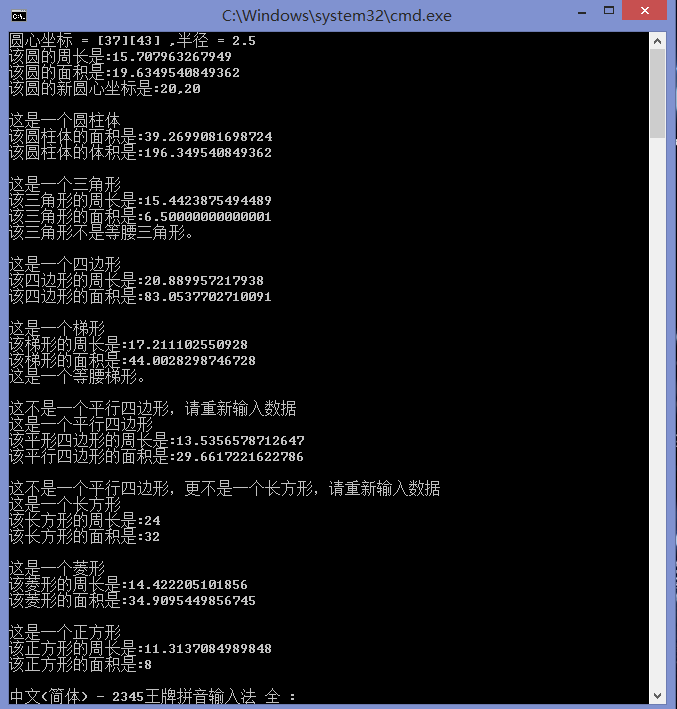 C:\Windows\system32\cmd.exe
圆心坐标 = [37][43] ,半径 = 2.5
该圆的周长是:15.707963267949
该圆的面积是:19.6349540849362
该圆的新圆心坐标是:20,20
这是一个圆柱体
该圆柱体的面积是:39.2699081698724
该圆柱体的体积是:196.349540849362
这是一个三角形
该三角形的周长是:15.4423875494489
该三角形的面积是:6.50000000000001
该三角形不是等腰三角形。
这是一个四边形
该四边形的周长是:20.889957217938
该四边形的面积是:83.0537702710091
这是一个梯形
该梯形的周长是:17.211102550928
该梯形的面积是:44.0028298746728
这是一个等腰梯形。
这不是一个平行四边形，请重新输入数据
这是一个平行四边形
该平形四边形的周长是:13.5356578712647
该平行四边形的面积是:29.6617221622786
这不是一个平行四边形，更不是一个长方形，请重新输入数据
这是一个长方形
该长方形的周长是:24
该长方形的面积是:32
这是一个菱形
该菱形的周长是:14.422205101856
该菱形的面积是:34.9095449856745
这是一个正方形
该正方形的周长是:11.3137084989848
该正方形的面积是:8
中文(简体) - 2345王牌拼音输入法 全 :